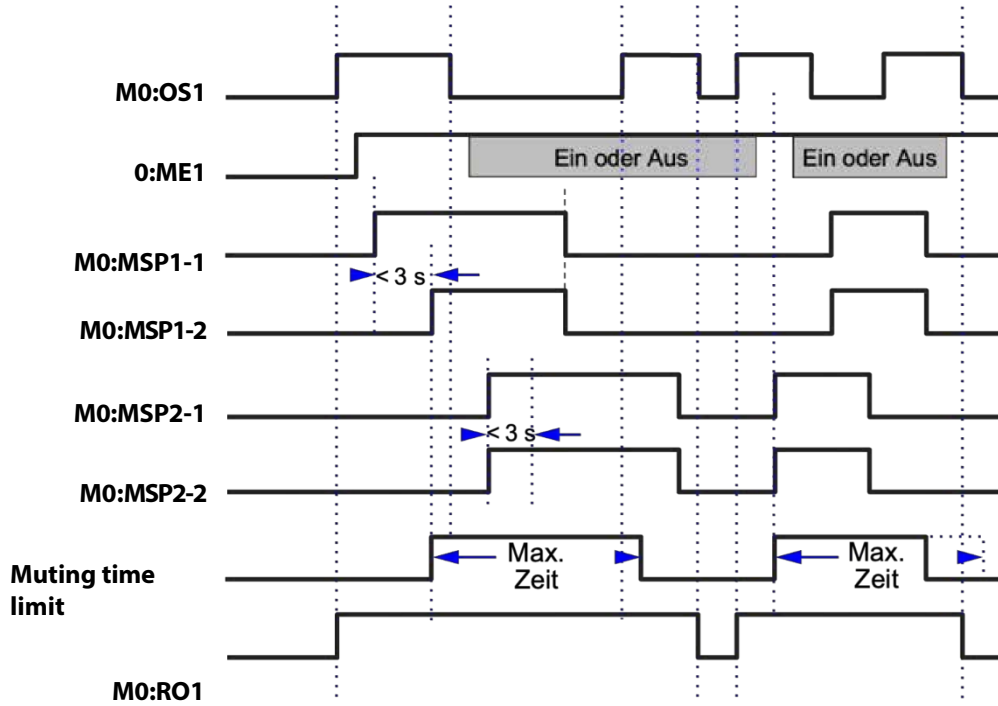 M0:OS1
0:ME1
Ein oder Aus
Ein oder Aus
M0:MSP1-1
< 3 s
M0:MSP1-2
M0:MSP2-1
< 3 s
M0:MSP2-2
Muting time
limit
Max.
Zeit
Max.
Zeit
M0:RO1